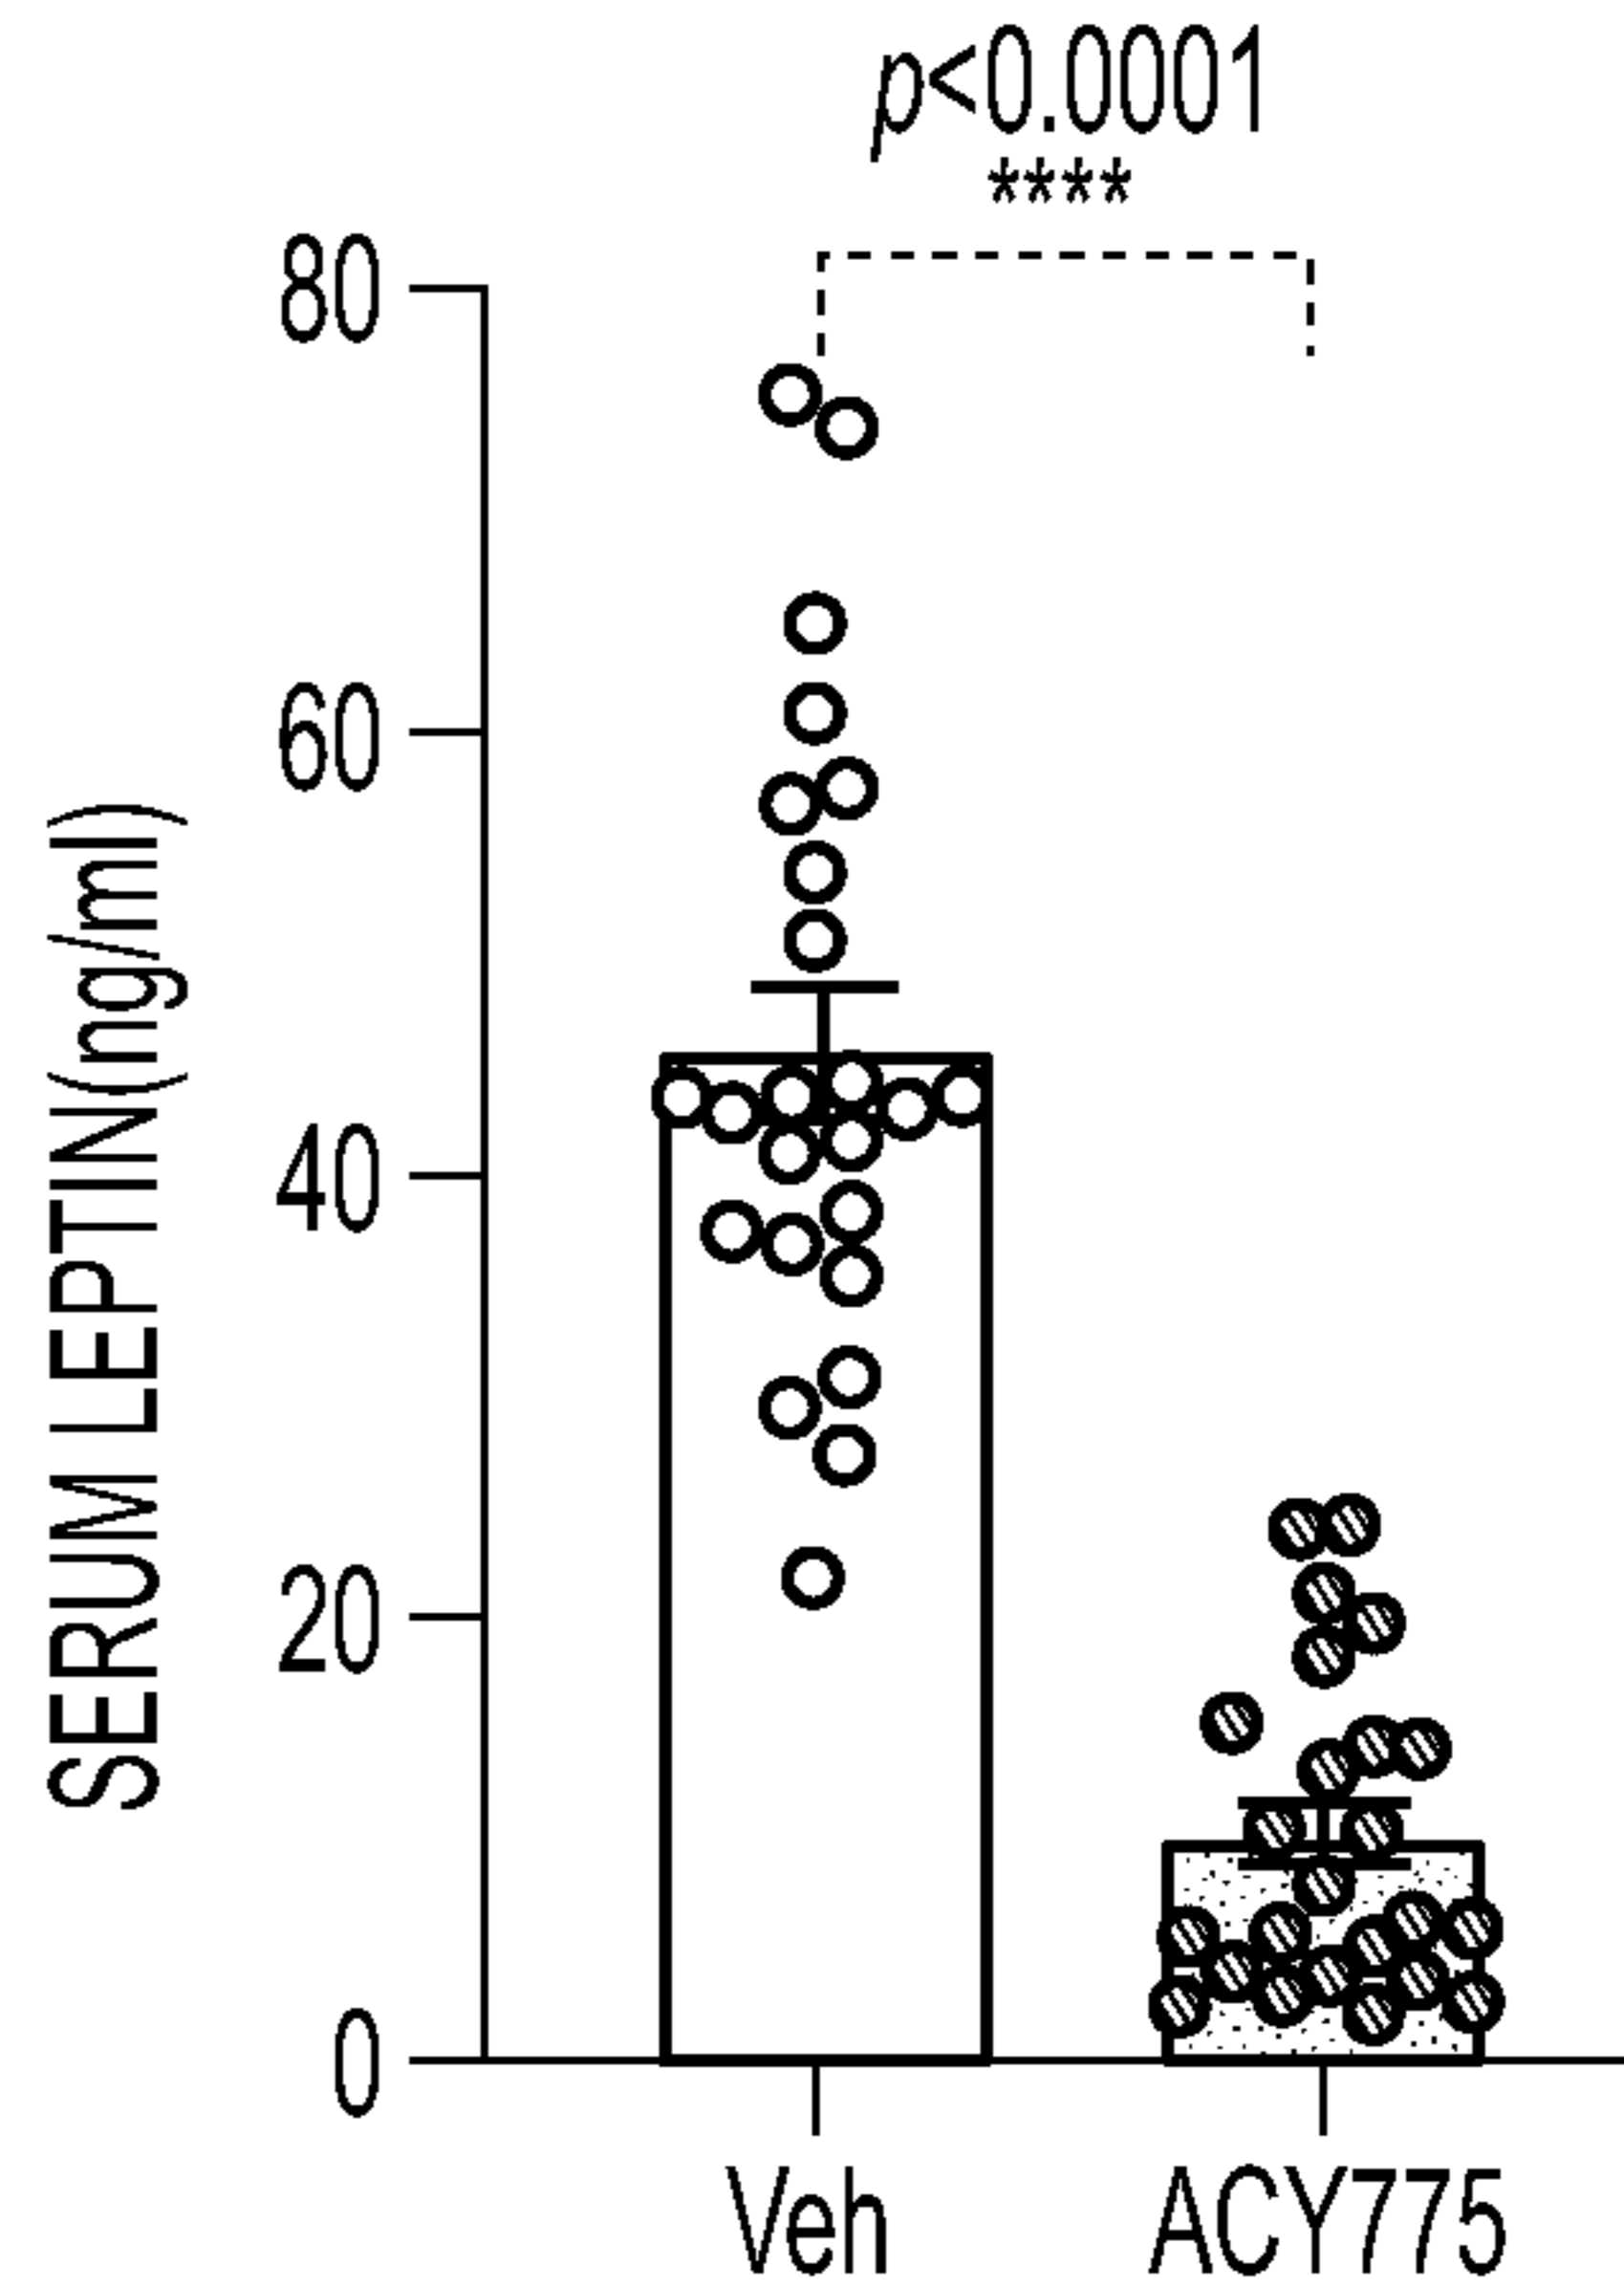 p<0.0001
****
80
60
40
20
0
SERUM LEPTIN(ng/ml)
Veh
ACY775